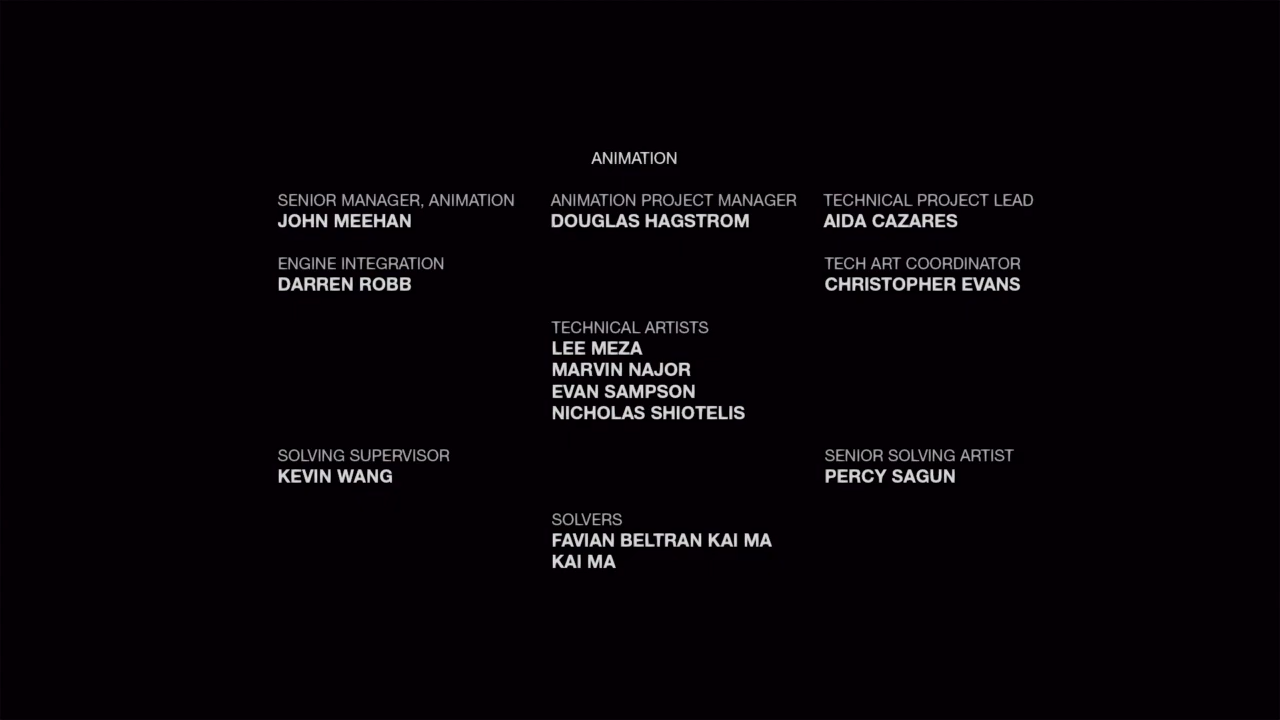 ANIMATION
SENIOR MANAGER, ANIMATION
JOHN MEEHAN
ANIMATION PROJECT MANAGER
DOUGLAS HAGSTROM
TECHNICAL PROJECT LEAD
AIDA CAZARES
ENGINE INTEGRATION
DARREN ROBB
TECH ART COORDINATOR
CHRISTOPHER EVANS
TECHNICAL ARTISTS
LEE MEZA
MARVIN NAJOR
EVAN SAMPSON
NICHOLAS SHIOTELIS
SOLVING SUPERVISOR
KEVIN WANG
SENIOR SOLVING ARTIST
PERCY SAGUN
SOLVERS
FAVIAN BELTRAN KAI MA
KAI MA